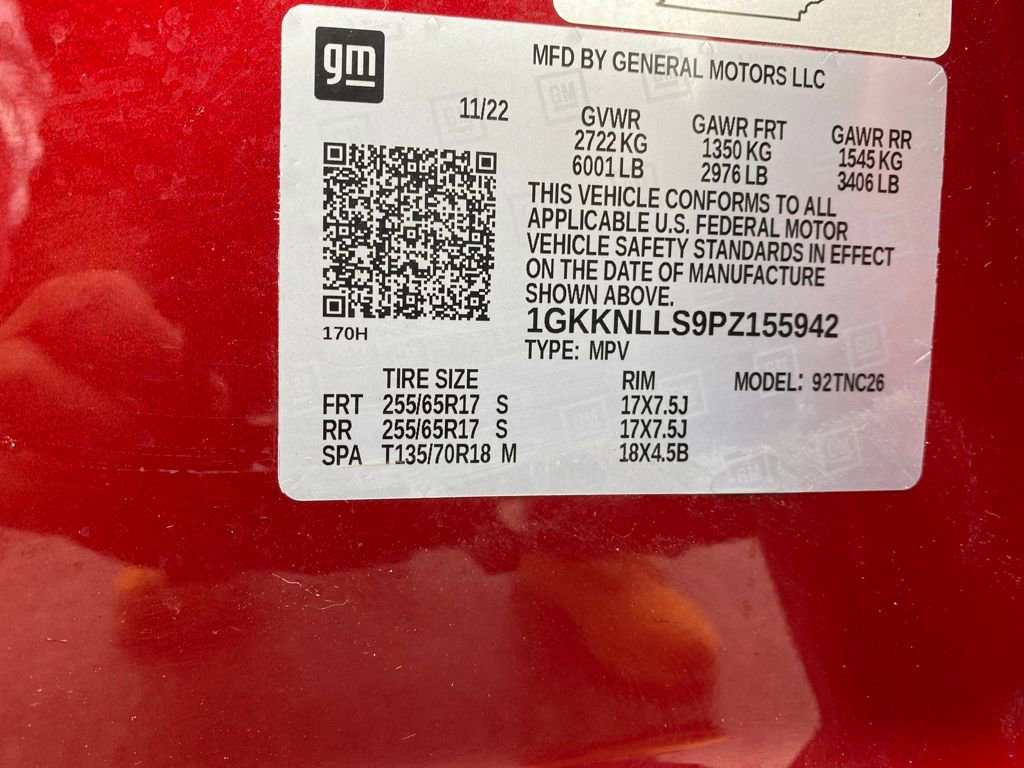 gm
MFD BY GENERAL MOTORS LLC
11/22
GVWR GAWR FRT GAWR RR
2722 KG 1350 KG 1545 KG
6001 LB 2976 LB 3406 LB
THIS VEHICLE CONFORMS TO ALL
APPLICABLE U.S. FEDERAL MOTOR
VEHICLE SAFETY STANDARDS IN EFFECT
ON THE DATE OF MANUFACTURE
SHOWN ABOVE.
170H
1GKKNLLS9PZ155942
TYPE: MPV
TIRE SIZE RIM MODEL: 92TNC26
FRT 255/65R17 S 17X7.5J
RR 255/65R17 S 17X7.5J
SPA T135/70R18 M 18X4.5B